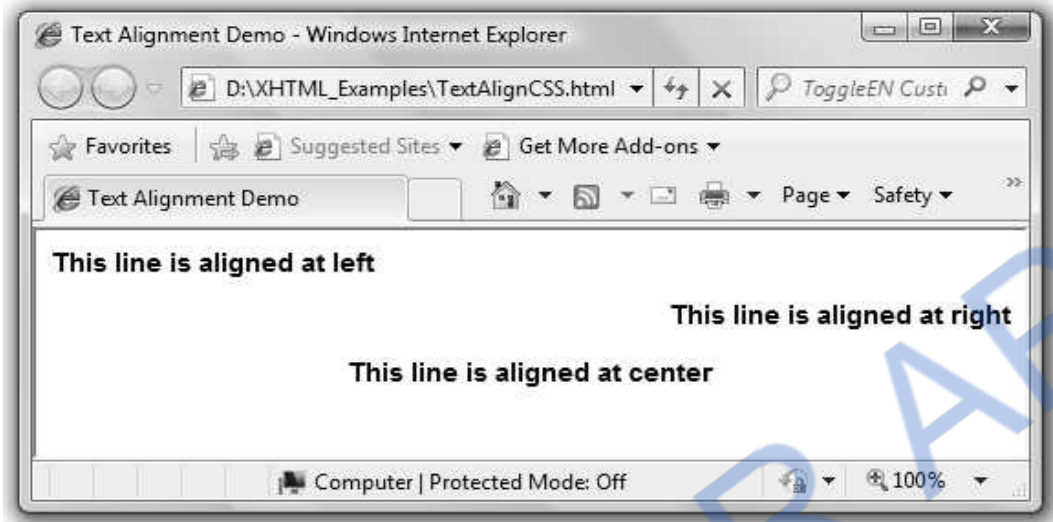 Text Alignment Demo - Windows Internet Explorer
D:\XHTML_Examples\TextAlignCSS.html ToggleEN Cust
Favorites Suggested Sites Get More Add-ons
Text Alignment Demo Page Safety »
This line is aligned at left
This line is aligned at right
This line is aligned at center
Computer | Protected Mode: Off 100%